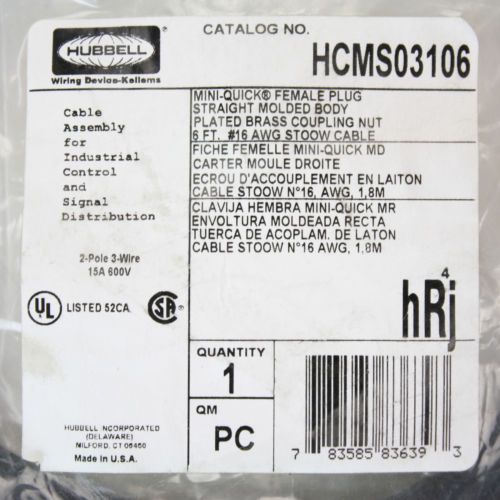 HUBBELL
Wiring Device-Kellems
CATALOG NO.
HCMS03106
Cable
Assembly
for
Industrial
Control
and
Signal
Distribution
2-Pole 3-Wire
15A 600V
UL LISTED 52CA SA
MINI-QUICK® FEMALE PLUG
STRAIGHT MOLDED BODY
PLATED BRASS COUPLING NUT
6 FT. #16 AWG STOOW CABLE
FICHE FEMELLE MINI-QUICK MD
CARTER MOULE DROITE
ECROU D'ACCOUPLEMENT EN LAITON
CABLE STOOW N°16, AWG, 1,8M
CLAVIJA HEMBRA MINI-QUICK MR
ENVOLTURA MOLDEADA RECTA
TUERCA DE ACOPLAM. DE LATON
CABLE STOOW N°16 AWG, 1,8M
4
hRj
QUANTITY
1
QM
PC
7 83585 83639 3
HUBBELL INCORPORATED
(DELAWARE)
MILFORD, CT 06460
Made in U.S.A.